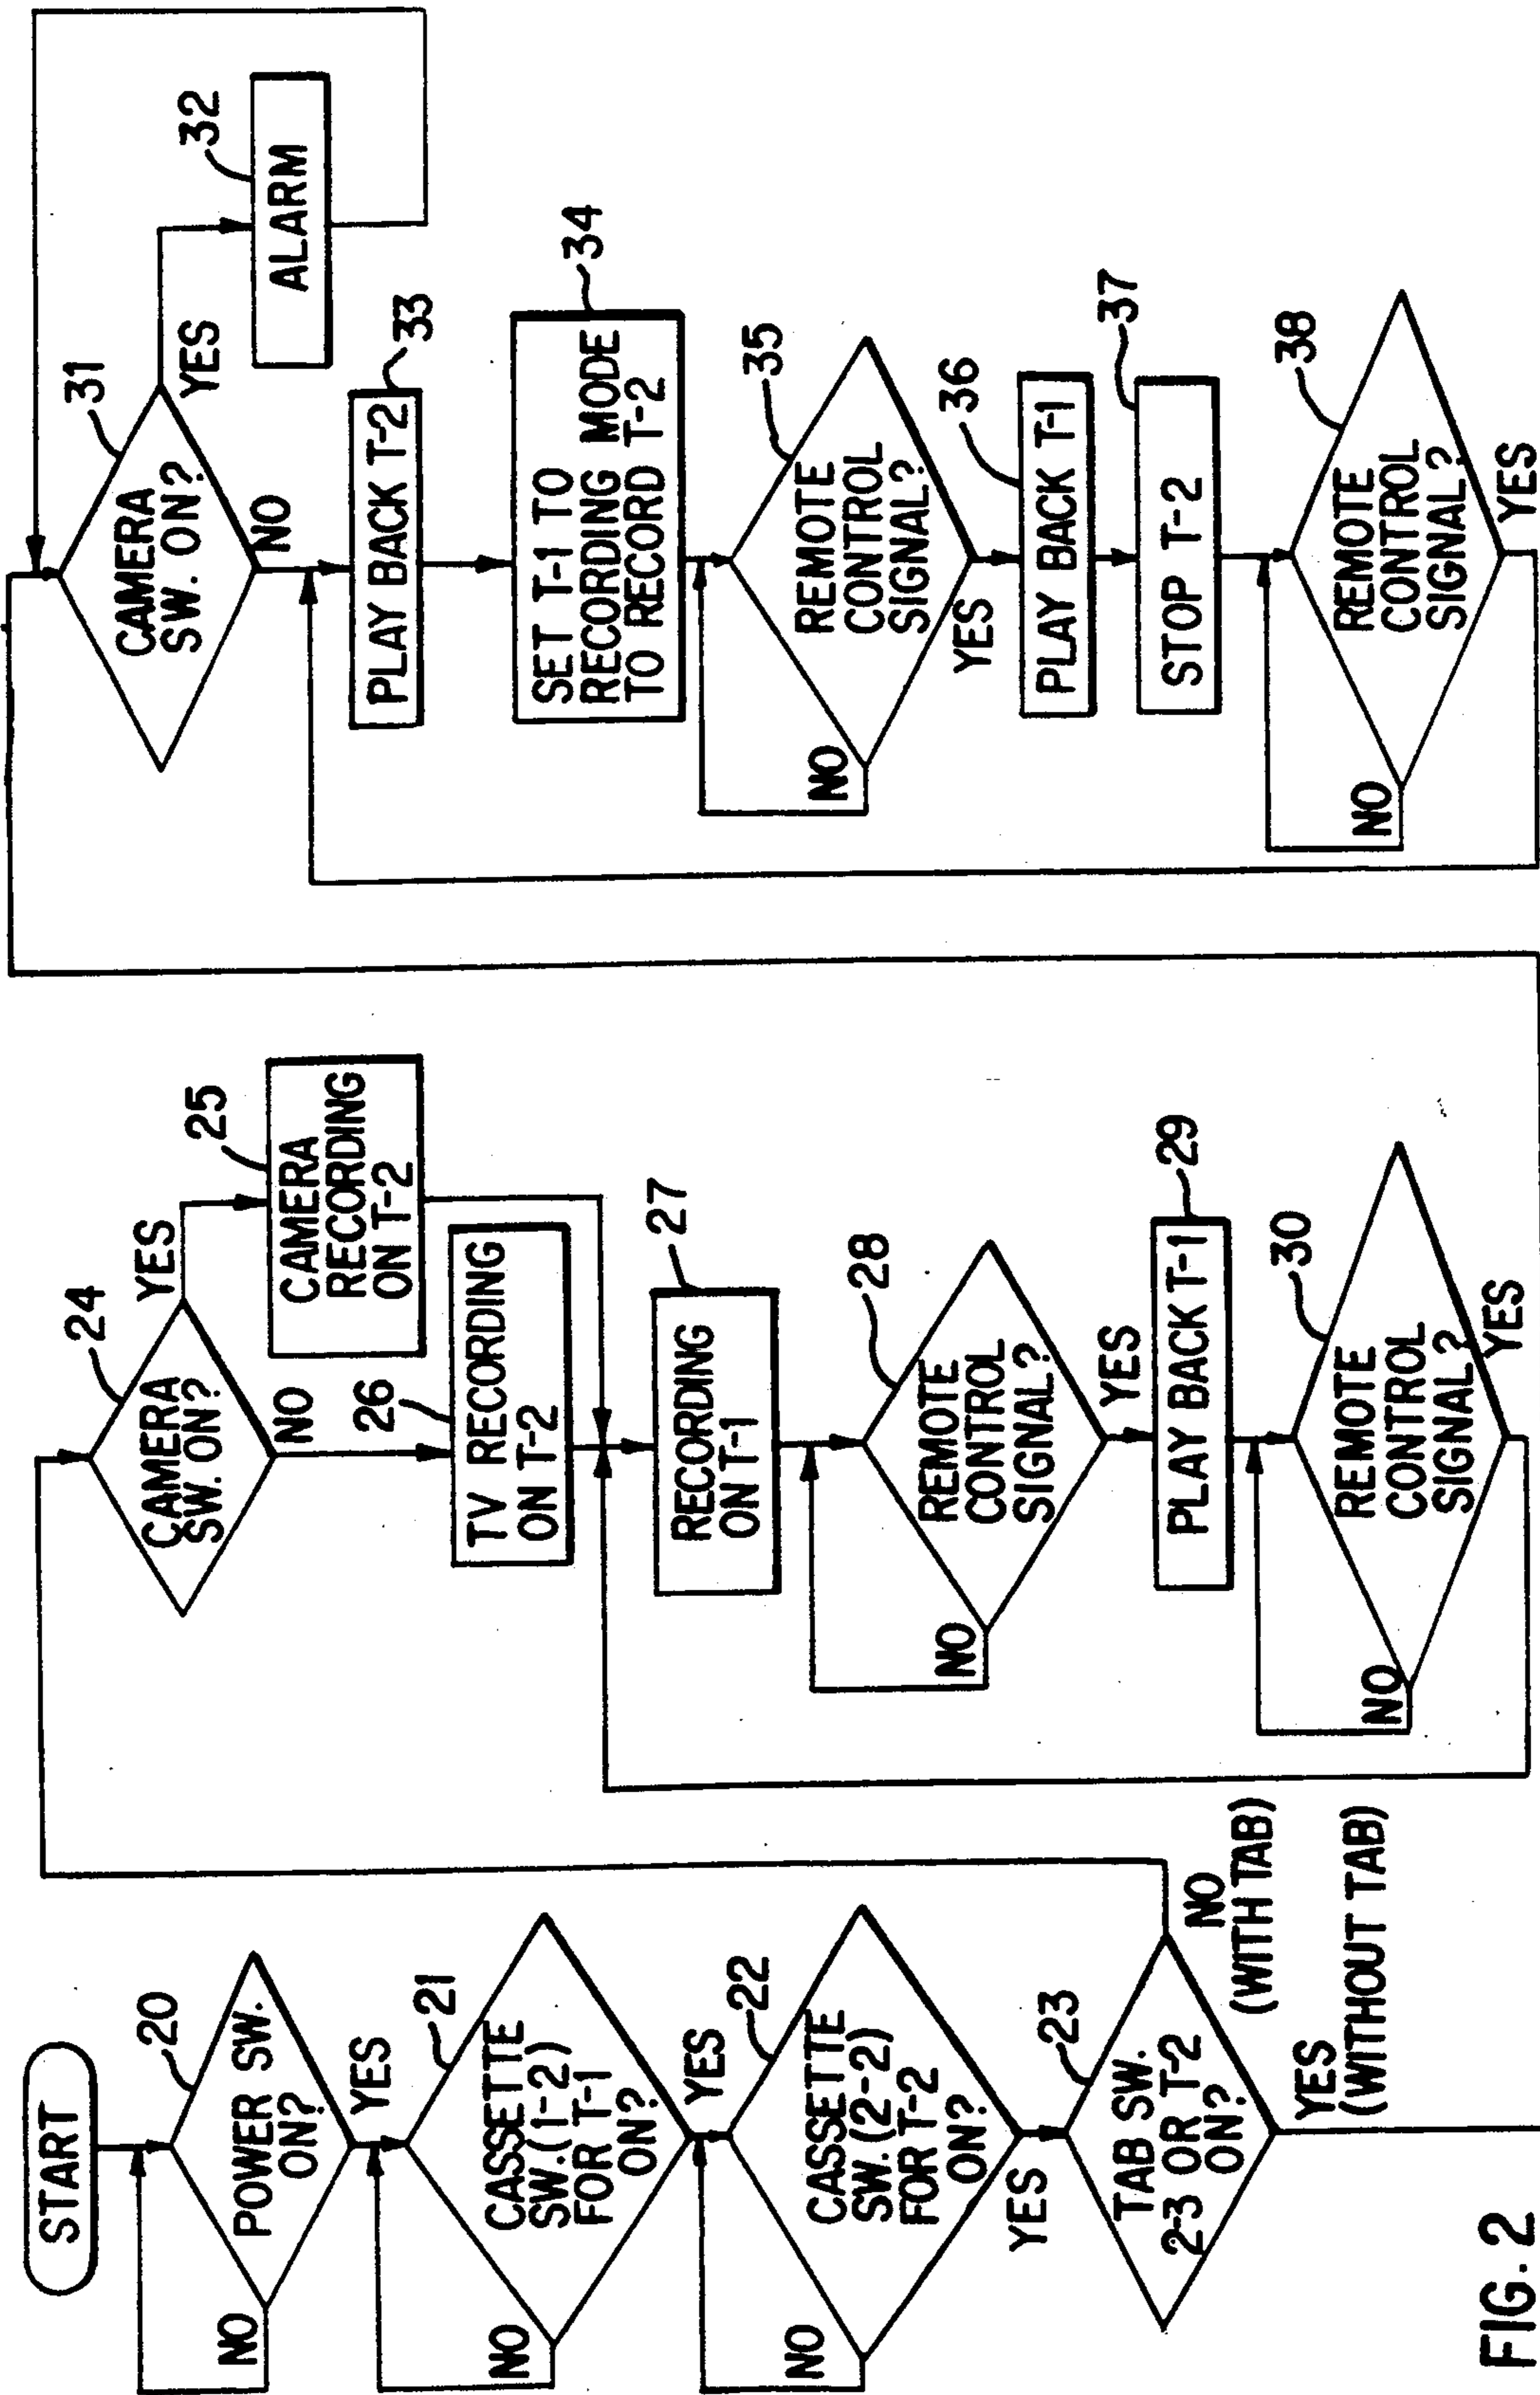 START
20
POWER SW.
ON?
NO
YES
21
CASSETTE
SW.(1-2)
FOR T-1
ON?
NO
YES
22
CASSETTE
SW.(2-2)
FOR T-2
ON?
NO
YES
23
TAB SW.
2-3 OR T-2
ON?
NO
(WITH TAB)
YES
(WITHOUT TAB)
24
CAMERA
SW. ON?
YES
NO
25
CAMERA
RECORDING
ON T-2
26
TV RECORDING
ON T-2
27
RECORDING
ON T-1
28
REMOTE
CONTROL
SIGNAL?
NO
YES
29
PLAY BACK T-1
30
REMOTE
CONTROL
SIGNAL?
NO
YES
31
CAMERA
SW. ON?
YES
NO
32
ALARM
33
PLAY BACK T-2
34
SET T-1 TO
RECORDING MODE
TO RECORD T-2
35
REMOTE
CONTROL
SIGNAL?
NO
YES
36
PLAY BACK T-1
37
STOP T-2
38
REMOTE
CONTROL
SIGNAL?
NO
YES
FIG. 2